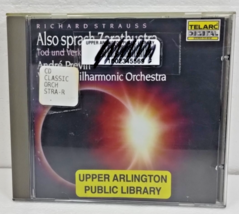 RICHARD STRAUSS
TELARC
DIGITAL
Also sprach Zarathustra
UPPER
Tod und
André Previn
Philharmonic Orchestra
CD
CLASSIC
ORCH
STRA-R
UPPER ARLINGTON
PUBLIC LIBRARY